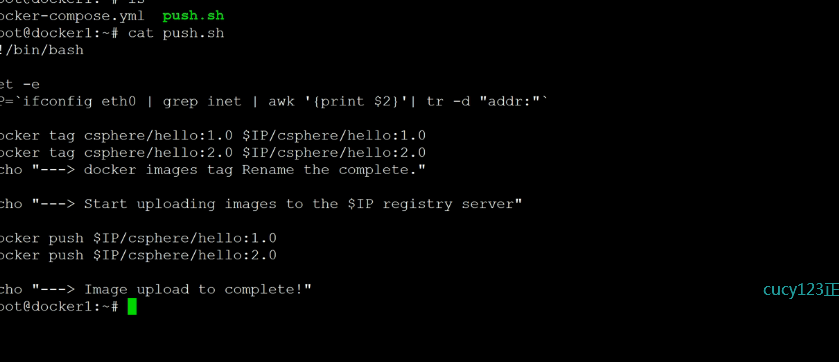 oot@docker1:~# ls
ocker-compose.yml  push.sh
oot@docker1:~# cat push.sh
!/bin/bash
et -e
P=`ifconfig eth0 | grep inet | awk '{print $2}'| tr -d "addr:"`
ocker tag csphere/hello:1.0 $IP/csphere/hello:1.0
ocker tag csphere/hello:2.0 $IP/csphere/hello:2.0
cho "---> docker images tag Rename the complete."
cho "---> Start uploading images to the $IP registry server"
ocker push $IP/csphere/hello:1.0
ocker push $IP/csphere/hello:2.0
cho "---> Image upload to complete!"
oot@docker1:~#
cucy123正